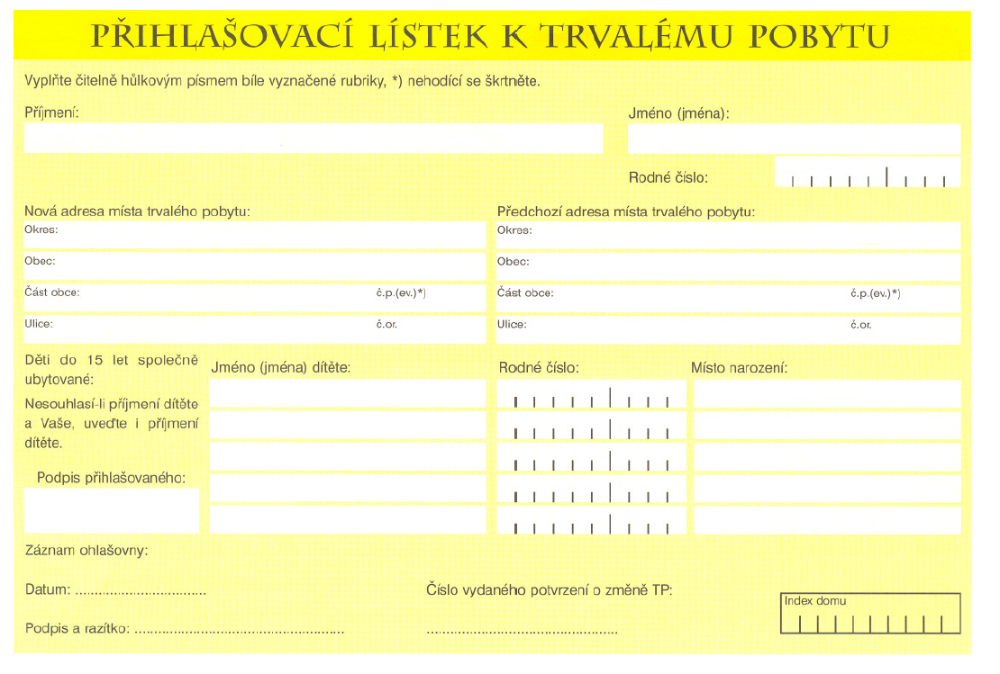 PŘIHLAŠOVACÍ LÍSTEK K TRVALÉMU POBYTU
Vyplňte čitelně hůlkovým písmem bíle vyznačené rubriky, *) nehodící se škrtněte.
Příjmení: Jméno (jména):
Rodné číslo:
Nová adresa místa trvalého pobytu: Předchozí adresa místa trvalého pobytu:
Okres: Okres:
Obec: Obec:
Část obce: č.p.(ev.)*) Část obce: č.p.(ev.)*)
Ulice: č.or. Ulice: č.or.
Děti do 15 let společně
ubytované:
Jméno (jména) dítěte: Rodné číslo: Místo narození:
Nesouhlasí-li příjmení dítěte
a Vaše, uveďte i příjmení
dítěte.
Podpis přihlašovaného:
Záznam ohlašovny:
Datum: ................................. Číslo vydaného potvrzení o změně TP:
Index domu
Podpis a razítko: ..................................................... ................................................